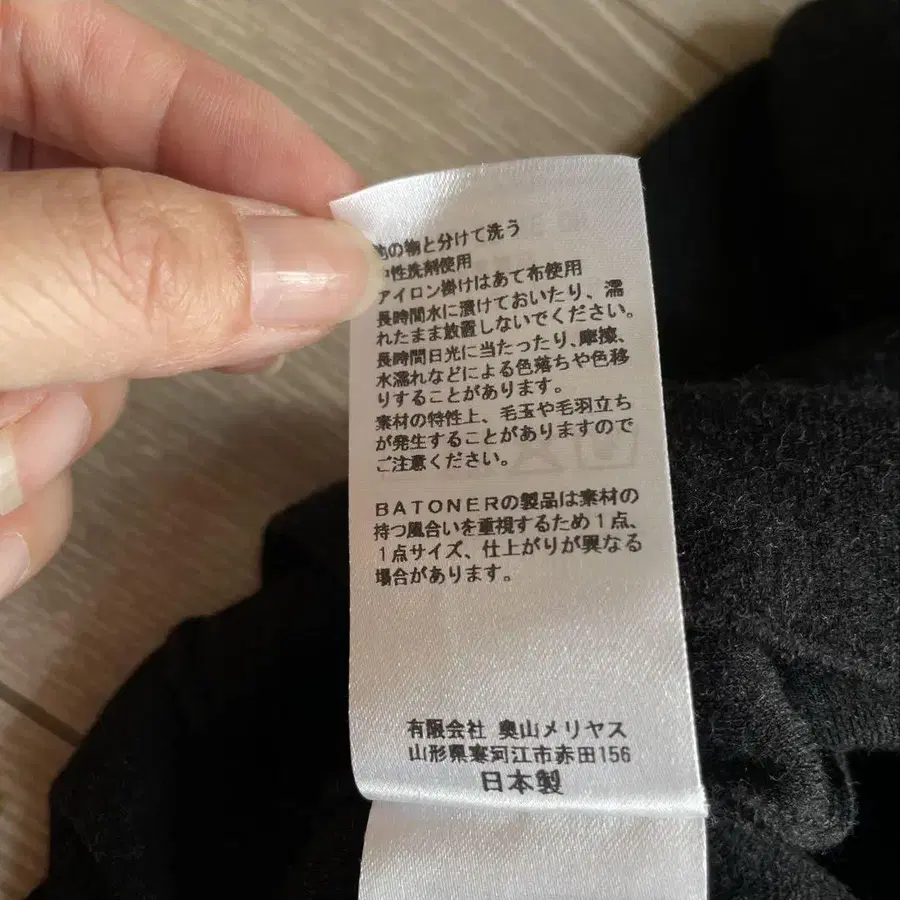 の物と分けて洗う
性洗剤使用
アイロン掛けはあて布使用
長時間水に漬けておいたり、濡
れたまま放置しないでください。
長時間日光に当たったり、摩擦、
水濡れなどによる色落ちや色移
りすることがあります。
素材の特性上、毛玉や毛羽立ち
が発生することがありますので
ご注意ください。
BATONERの製品は素材の
持つ風合いを重視するため1点、
1点サイズ、仕上がりが異なる
場合があります。
有限会社 奥山メリヤス
山形県寒河江市赤田156
日本製